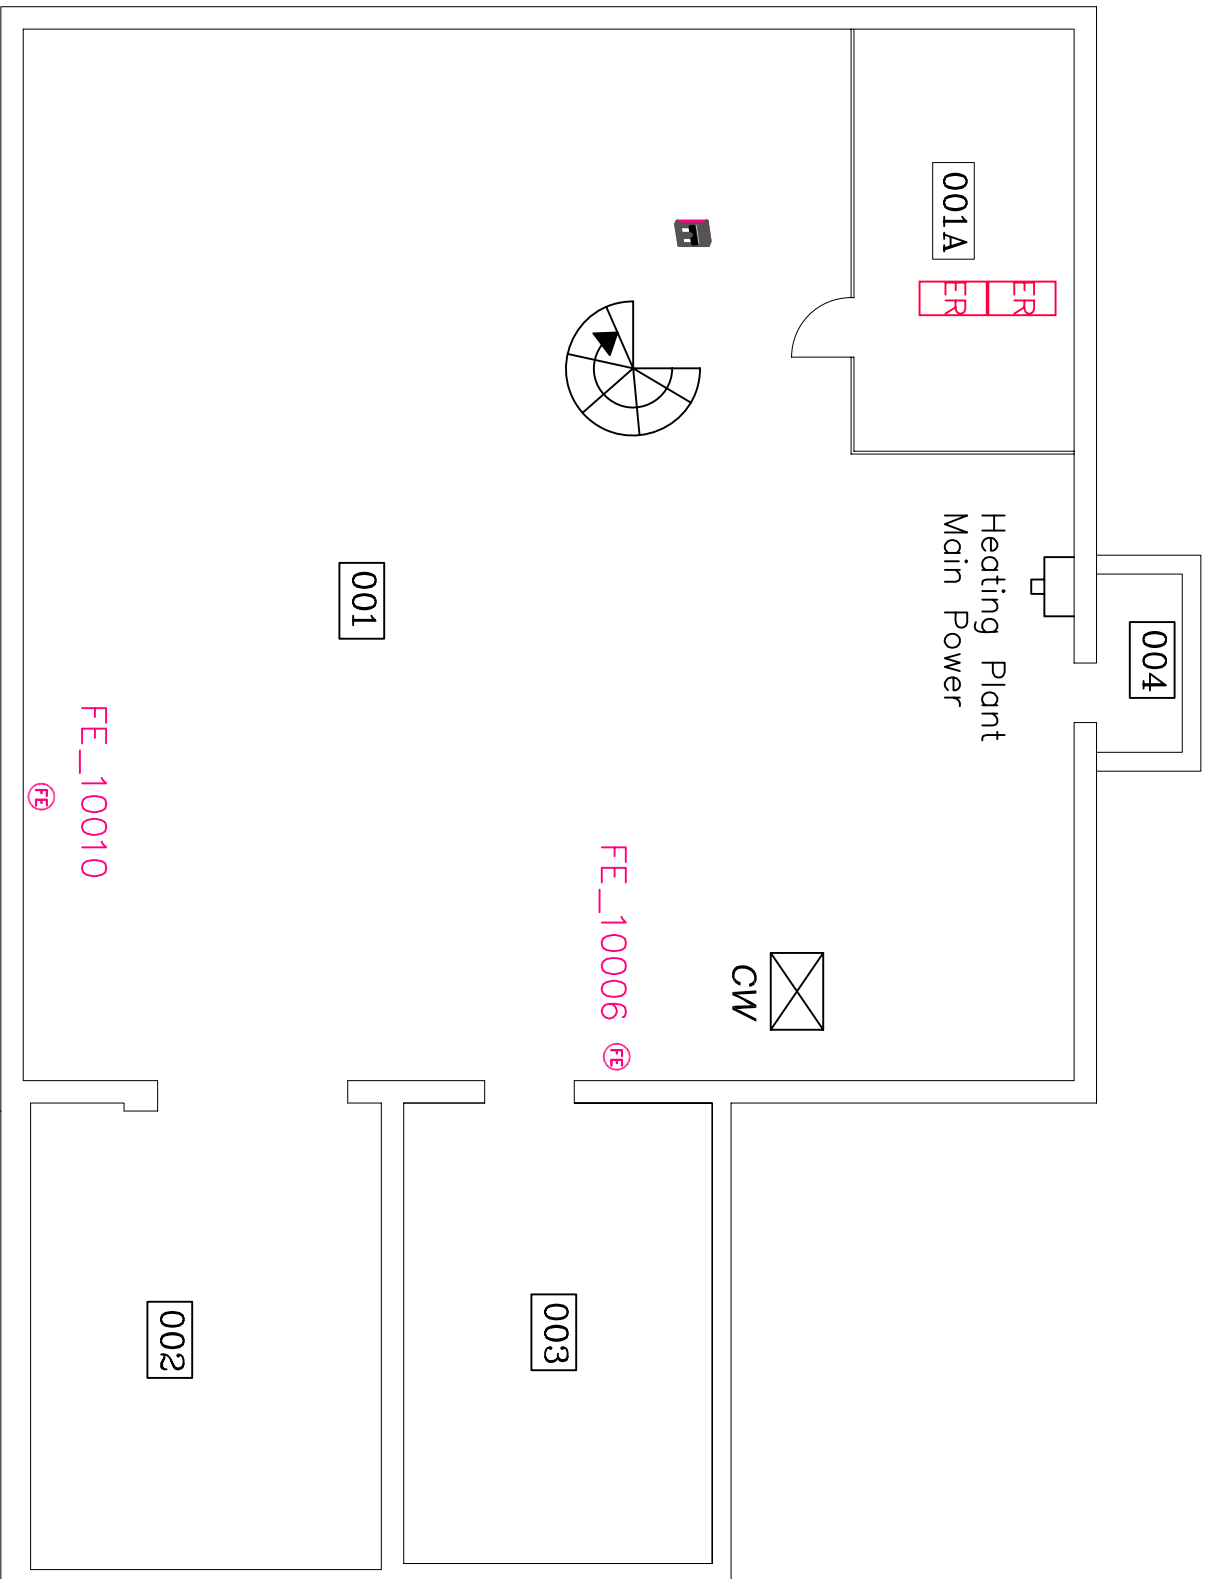 004
001A
ER
ER
Heating Plant
Main Power
CW
FE_10006
FE
003
001
FE_10010
FE
002